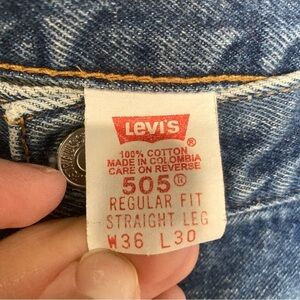 Levi's
®
100% COTTON
MADE IN COLOMBIA
CARE ON REVERSE
505®
REGULAR FIT
STRAIGHT LEG
W36 L30